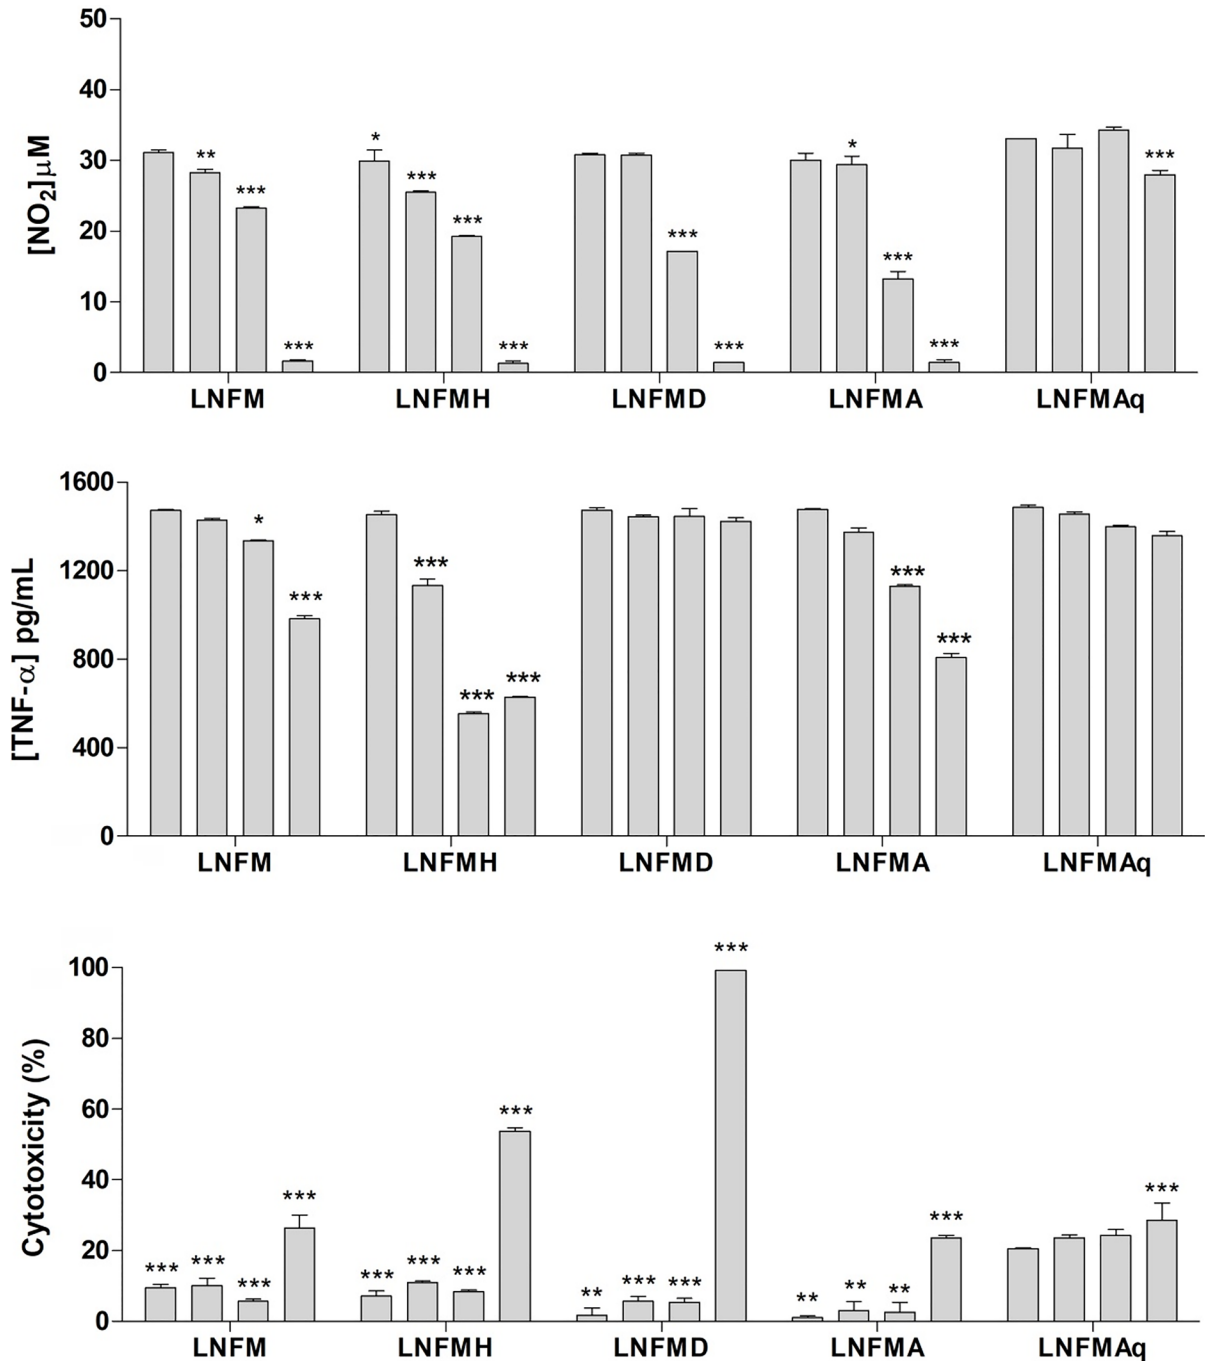 [NO2]μM
50
40
30
20
10
0
** *** ***
* *** *** ***
*** ***
* *** ***
***
LNFM LNFMH LNFMD LNFMA LNFMAq
[TNF-α] pg/mL
1600
1200
800
400
0
* ***
*** *** ***
*** ***
LNFM LNFMH LNFMD LNFMA LNFMAq
Cytotoxicity (%)
100
80
60
40
20
0
*** *** *** ***
*** *** *** ***
** *** *** ***
** ** ** ***
***
LNFM LNFMH LNFMD LNFMA LNFMAq